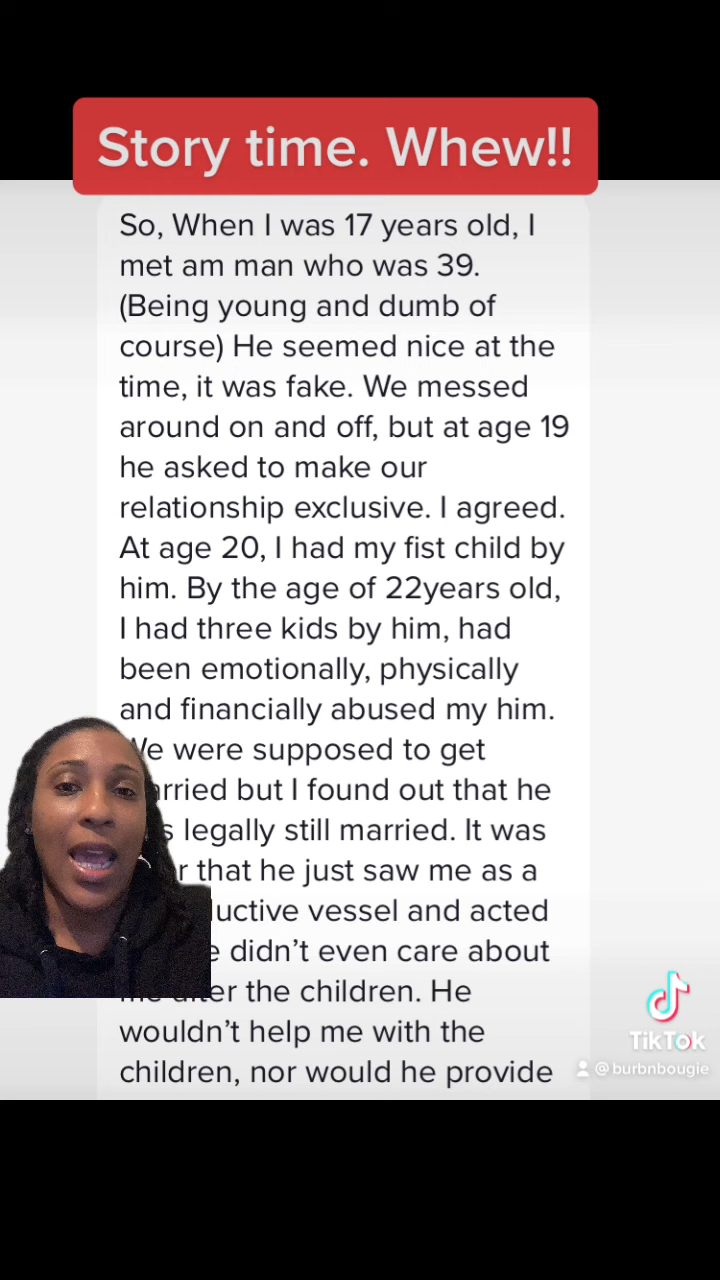 Story time. Whew!!
So, When I was 17 years old, I
met am man who was 39.
(Being young and dumb of
course) He seemed nice at the
time, it was fake. We messed
around on and off, but at age 19
he asked to make our
relationship exclusive. I agreed.
At age 20, I had my fist child by
him. By the age of 22years old,
I had three kids by him, had
been emotionally, physically
and financially abused my him.
We were supposed to get
arried but I found out that he
s legally still married. It was
r that he just saw me as a
luctive vessel and acted
e didn't even care about
er the children. He
wouldn't help me with the
children, nor would he provide
TikTok
@burbnbougie